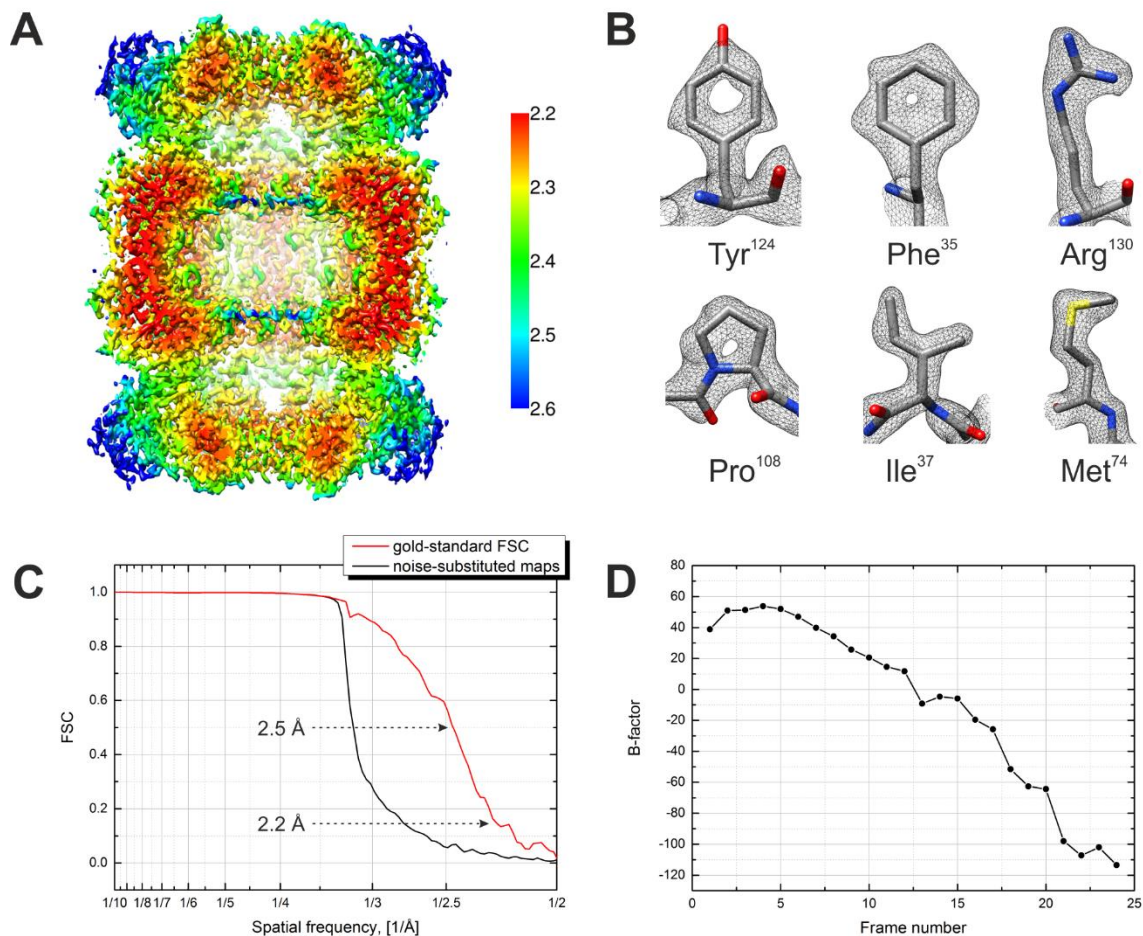 A
2.2
2.3
2.4
2.5
2.6
B
Tyr124
Phe35
Arg130
Pro108
Ile37
Met74
C
gold-standard FSC
noise-substituted maps
1.0
0.8
0.6
0.4
0.2
0.0
FSC
2.5 Å
2.2 Å
1/10 1/8 1/7 1/6 1/5 1/4 1/3 1/2.5 1/2
Spatial frequency, [1/Å]
D
80
60
40
20
0
-20
-40
-60
-80
-100
-120
B-factor
0 5 10 15 20 25
Frame number